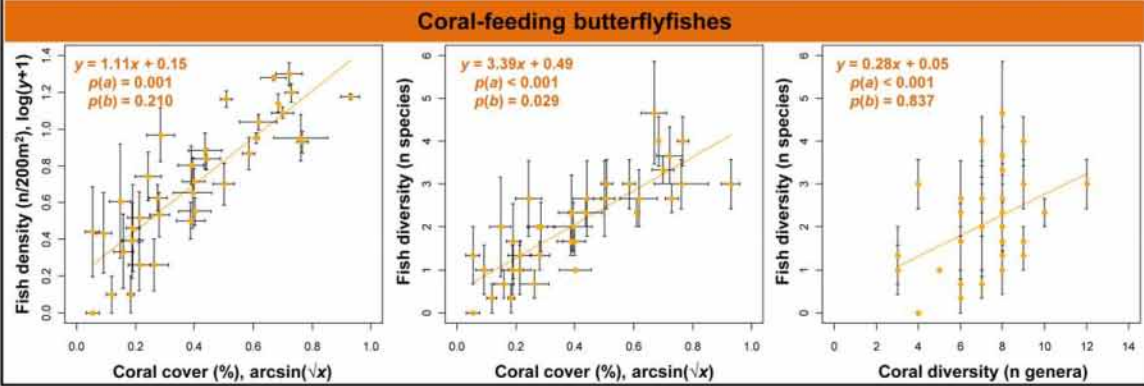 Coral-feeding butterflyfishes
Fish density (n/200m²), log(y+1)
0.0 0.2 0.4 0.6 0.8 1.0 1.2 1.4
y = 1.11x + 0.15
p(a) = 0.001
p(b) = 0.210
0.0 0.2 0.4 0.6 0.8 1.0
Coral cover (%), arcsin(√x)
Fish diversity (n species)
0 1 2 3 4 5 6
y = 3.39x + 0.49
p(a) < 0.001
p(b) = 0.029
0.0 0.2 0.4 0.6 0.8 1.0
Coral cover (%), arcsin(√x)
Fish diversity (n species)
0 1 2 3 4 5 6
y = 0.28x + 0.05
p(a) < 0.001
p(b) = 0.837
0 2 4 6 8 10 12 14
Coral diversity (n genera)